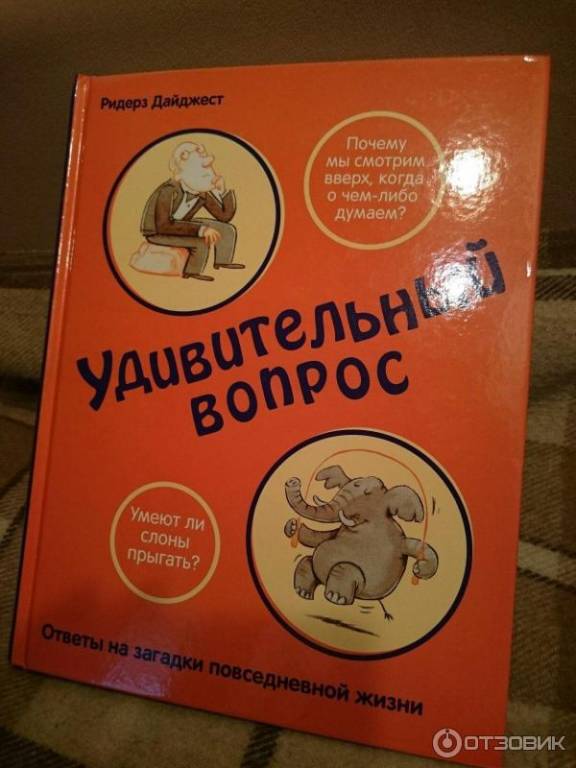 Ридерз Дайджест
Почему
мы смотрим
вверх, когда
о чем-либо
думаем?
Удивительный
вопрос
Умеют ли
слоны
прыгать?
Ответы на загадки повседневной жизни
ОТЗОВИК